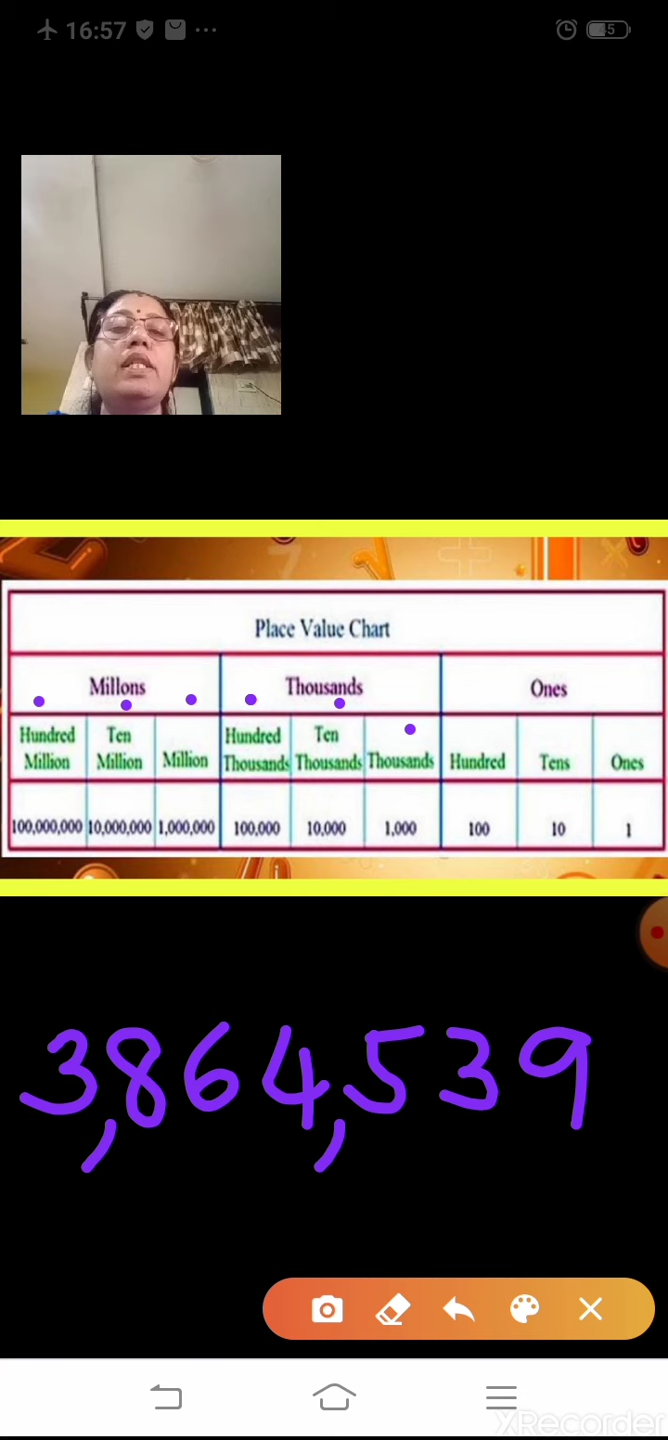 16:57
45
Place Value Chart
Millons Thousands Ones
Hundred Million Ten Million Million Hundred Thousands Ten Thousands Thousands Hundred Tens Ones
100,000,000 10,000,000 1,000,000 100,000 10,000 1,000 100 10 1
3,864,539
XRecorder